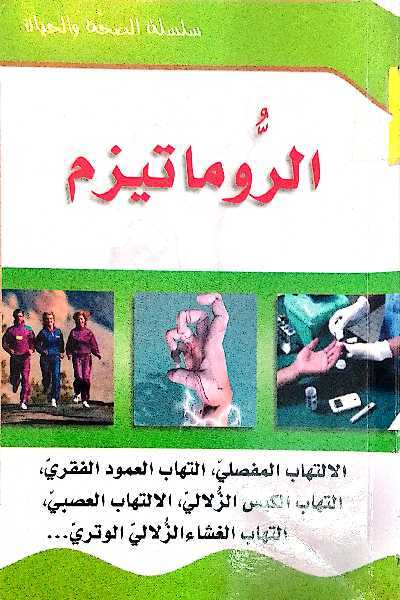 سلسلة الصحة والحياة
الرُّوماتيزم
الالتهاب المفصليّ، التهاب العمود الفقريّ،
التهاب الكيس الزُّلاليّ، الالتهاب العصبيّ،
التهاب الغشاء الزُّلاليّ الوتريّ...